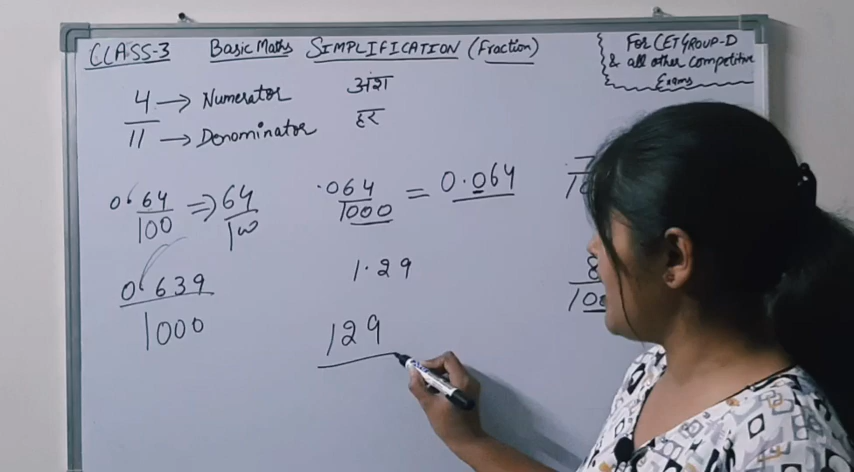 CLASS-3 Basic Maths SIMPLIFICATION (Fraction)
For CET GROUP-D
& all other competitive
Exams
4 → Numerator अंश
11 → Denominator हर
0.64 / 100 ⇒ 64 / 100
.064 / 1000 = 0.064
0.639
1000
1.29
129